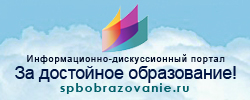 Информационно-дискуссионный портал
За достойное образование!
spbobrazovanie.ru